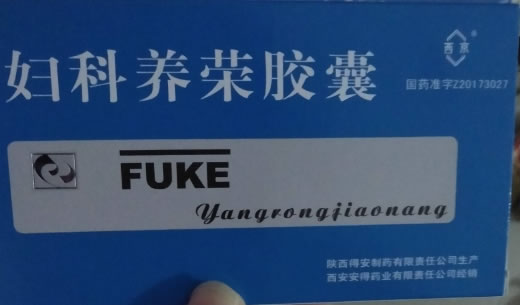 西京®
妇科养荣胶囊
国药准字Z20173027
FUKE
Yangrongjiaonang
陕西得安制药有限责任公司生产
西安安得药业有限责任公司经销